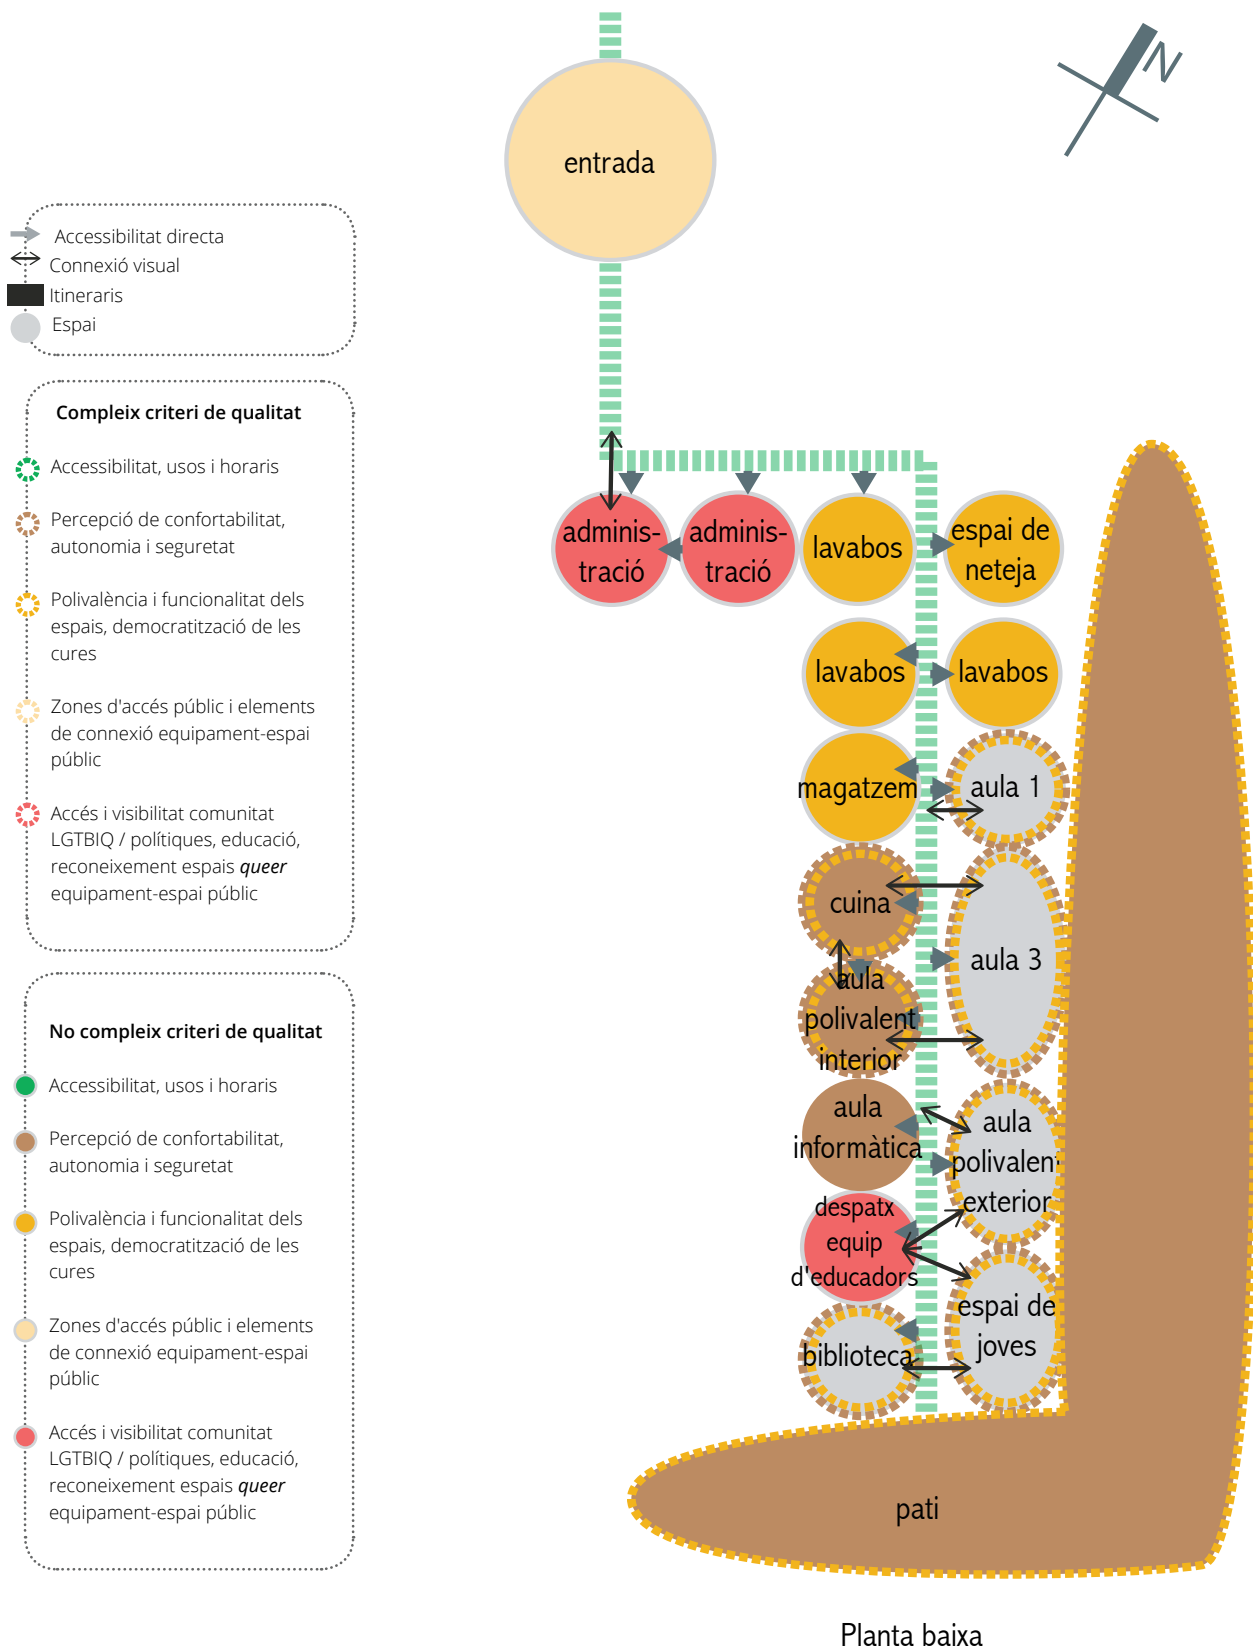 N
entrada
Accessibilitat directa
Connexió visual
Itineraris
Espai
Compleix criteri de qualitat
Accessibilitat, usos i horaris
Percepció de confortabilitat,
autonomia i seguretat
Polivalència i funcionalitat dels
espais, democratització de les
cures
Zones d'accés públic i elements
de connexió equipament-espai
públic
Accés i visibilitat comunitat
LGTBIQ / polítiques, educació,
reconeixement espais queer
equipament-espai públic
No compleix criteri de qualitat
Accessibilitat, usos i horaris
Percepció de confortabilitat,
autonomia i seguretat
Polivalència i funcionalitat dels
espais, democratització de les
cures
Zones d'accés públic i elements
de connexió equipament-espai
públic
Accés i visibilitat comunitat
LGTBIQ / polítiques, educació,
reconeixement espais queer
equipament-espai públic
adminis-
tració
adminis-
tració
lavabos
espai de
neteja
lavabos
lavabos
magatzem
aula 1
cuina
aula 3
aula
polivalent
interior
aula
informàtica
aula
polivalent
exterior
despatx
equip
d'educadors
espai de
joves
biblioteca
pati
Planta baixa